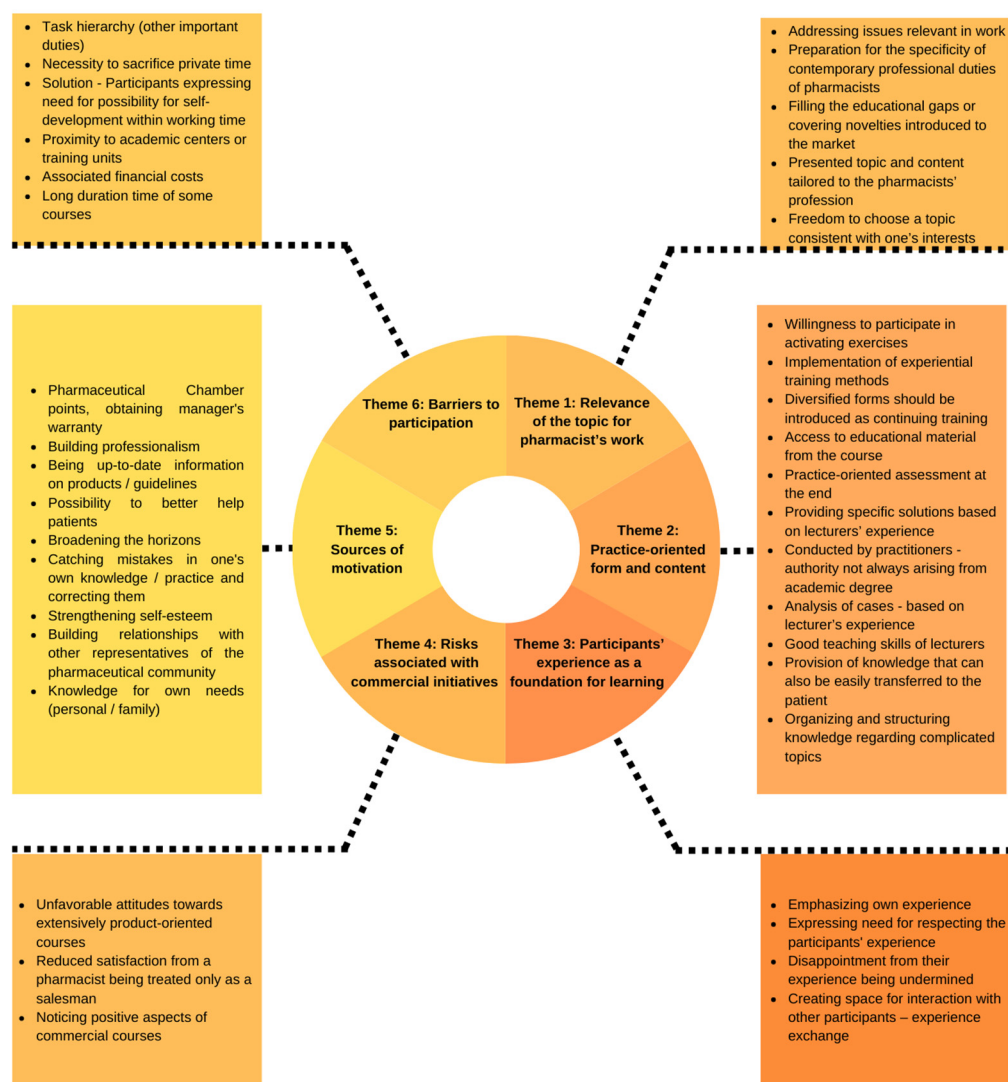 • Task hierarchy (other important
duties)
• Necessity to sacrifice private time
• Solution - Participants expressing
need for possibility for self-
development within working time
• Proximity to academic centers or
training units
• Associated financial costs
• Long duration time of some
courses
• Addressing issues relevant in work
• Preparation for the specificity of
contemporary professional duties
of pharmacists
• Filling the educational gaps or
covering novelties introduced to
the market
• Presented topic and content
tailored to the pharmacists'
profession
• Freedom to choose a topic
consistent with one's interests
• Pharmaceutical Chamber
points, obtaining manager's
warranty
• Building professionalism
• Being up-to-date information
on products / guidelines
• Possibility to better help
patients
• Broadening the horizons
• Catching mistakes in one's
own knowledge / practice and
correcting them
• Strengthening self-esteem
• Building relationships with
other representatives of the
pharmaceutical community
• Knowledge for own needs
(personal / family)
Theme 6: Barriers to
participation
Theme 1: Relevance
of the topic for
pharmacist's work
Theme 5:
Sources of
motivation
Theme 2:
Practice-oriented
form and content
Theme 4: Risks
associated with
commercial initiatives
Theme 3: Participants'
experience as a
foundation for learning
• Willingness to participate in
activating exercises
• Implementation of experiential
training methods
• Diversified forms should be
introduced as continuing training
• Access to educational material
from the course
• Practice-oriented assessment at
the end
• Providing specific solutions based
on lecturers' experience
• Conducted by practitioners -
authority not always arising from
academic degree
• Analysis of cases - based on
lecturer's experience
• Good teaching skills of lecturers
• Provision of knowledge that can
also be easily transferred to the
patient
• Organizing and structuring
knowledge regarding complicated
topics
• Unfavorable attitudes towards
extensively product-oriented
courses
• Reduced satisfaction from a
pharmacist being treated only as a
salesman
• Noticing positive aspects of
commercial courses
• Emphasizing own experience
• Expressing need for respecting the
participants' experience
• Disappointment from their
experience being undermined
• Creating space for interaction with
other participants – experience
exchange